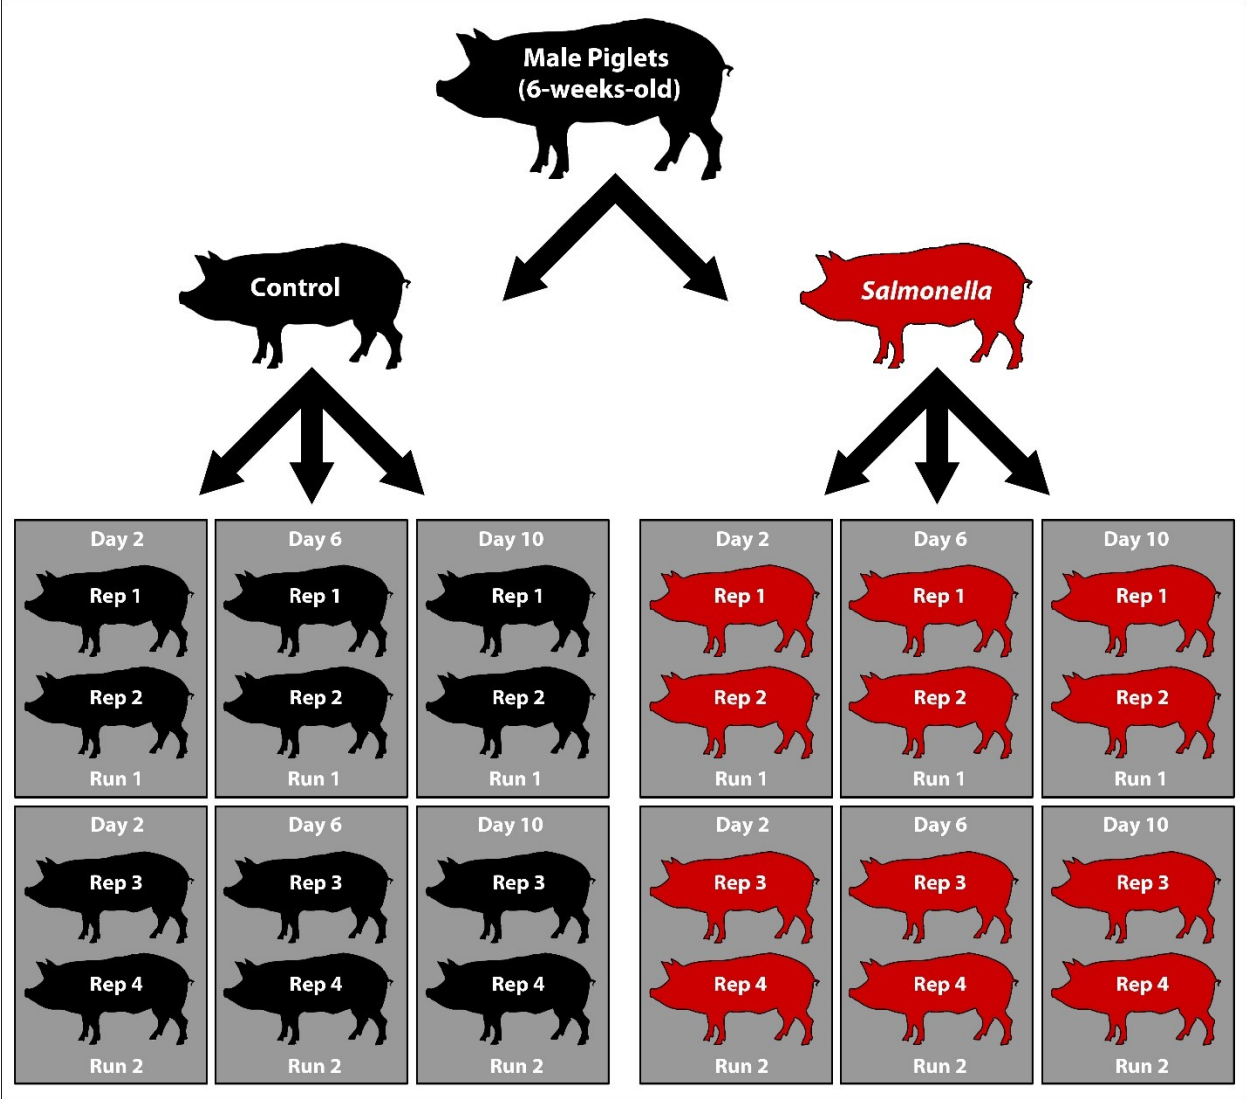 Male Piglets
(6-weeks-old)
Control
Salmonella
Day 2
Rep 1
Rep 2
Run 1
Day 6
Rep 1
Rep 2
Run 1
Day 10
Rep 1
Rep 2
Run 1
Day 2
Rep 1
Rep 2
Run 1
Day 6
Rep 1
Rep 2
Run 1
Day 10
Rep 1
Rep 2
Run 1
Day 2
Rep 3
Rep 4
Run 2
Day 6
Rep 3
Rep 4
Run 2
Day 10
Rep 3
Rep 4
Run 2
Day 2
Rep 3
Rep 4
Run 2
Day 6
Rep 3
Rep 4
Run 2
Day 10
Rep 3
Rep 4
Run 2